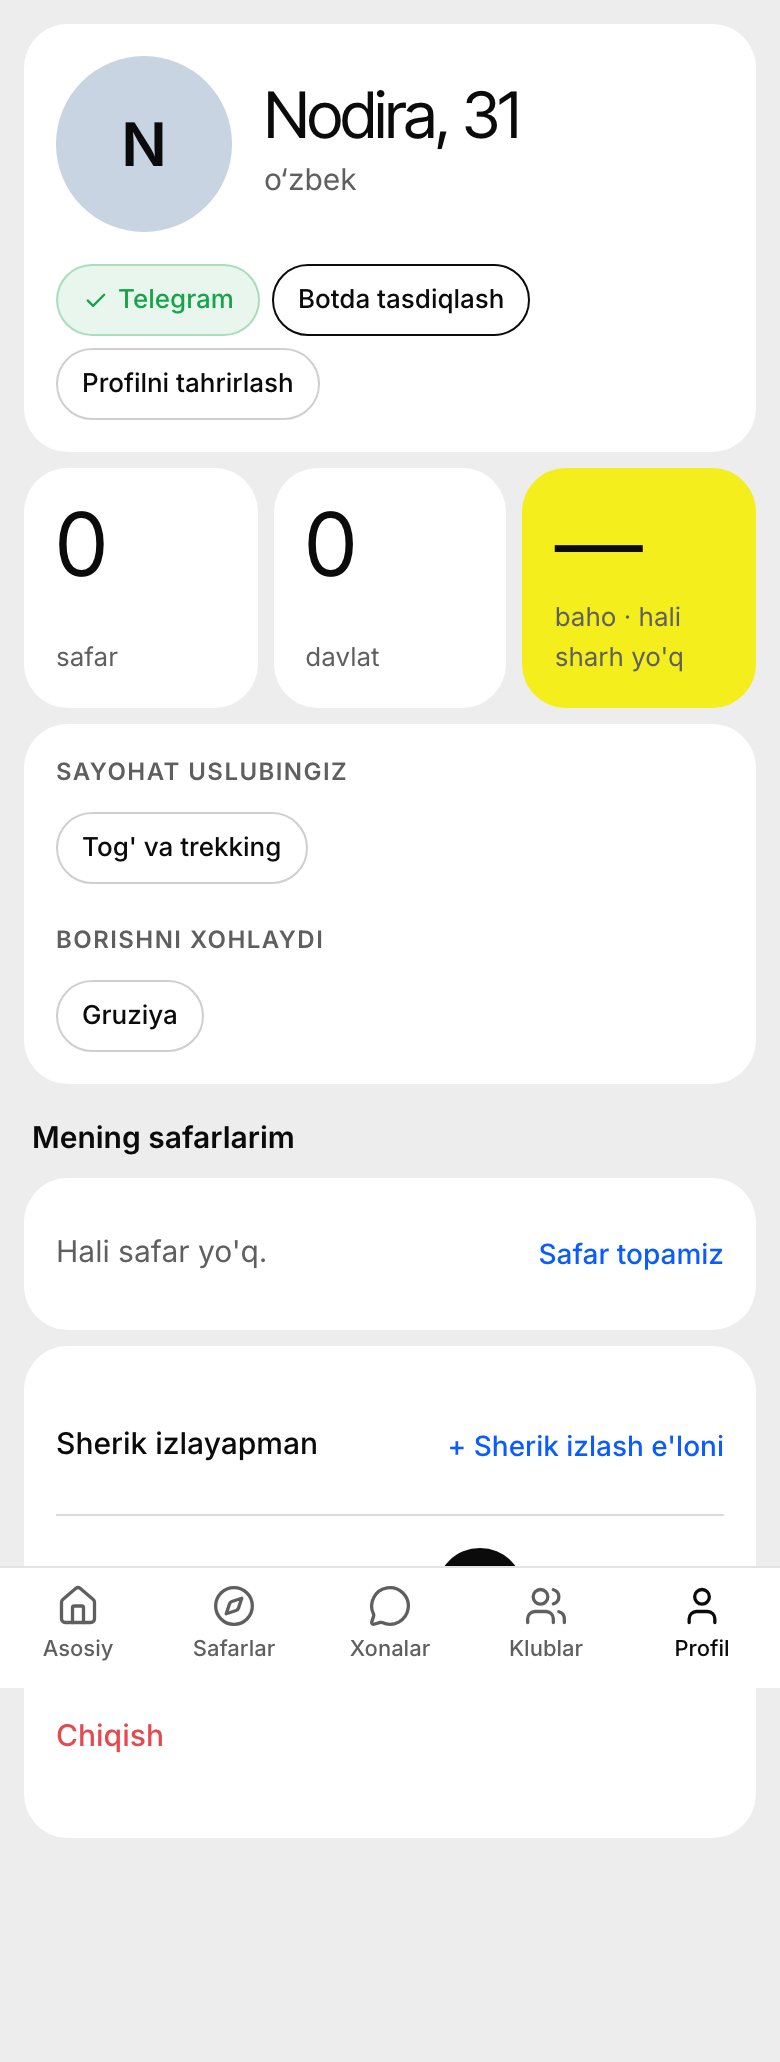 N
Nodira, 31
oʻzbek
Telegram
Botda tasdiqlash
Profilni tahrirlash
0
safar
0
davlat
—
baho · hali
sharh yo'q
SAYOHAT USLUBINGIZ
Tog' va trekking
BORISHNI XOHLAYDI
Gruziya
Mening safarlarim
Hali safar yo'q.
Safar topamiz
Sherik izlayapman
+ Sherik izlash e'loni
Asosiy
Safarlar
Xonalar
Klublar
Profil
Chiqish